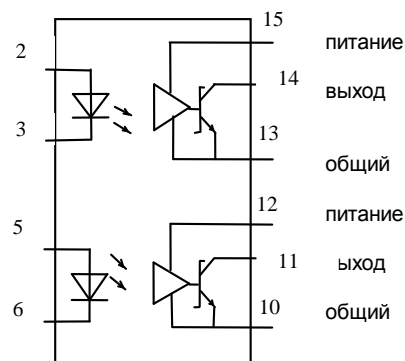 15
2
питание
14
выход
3
13
общий
12
питание
5
11
ыход
6
10
общий